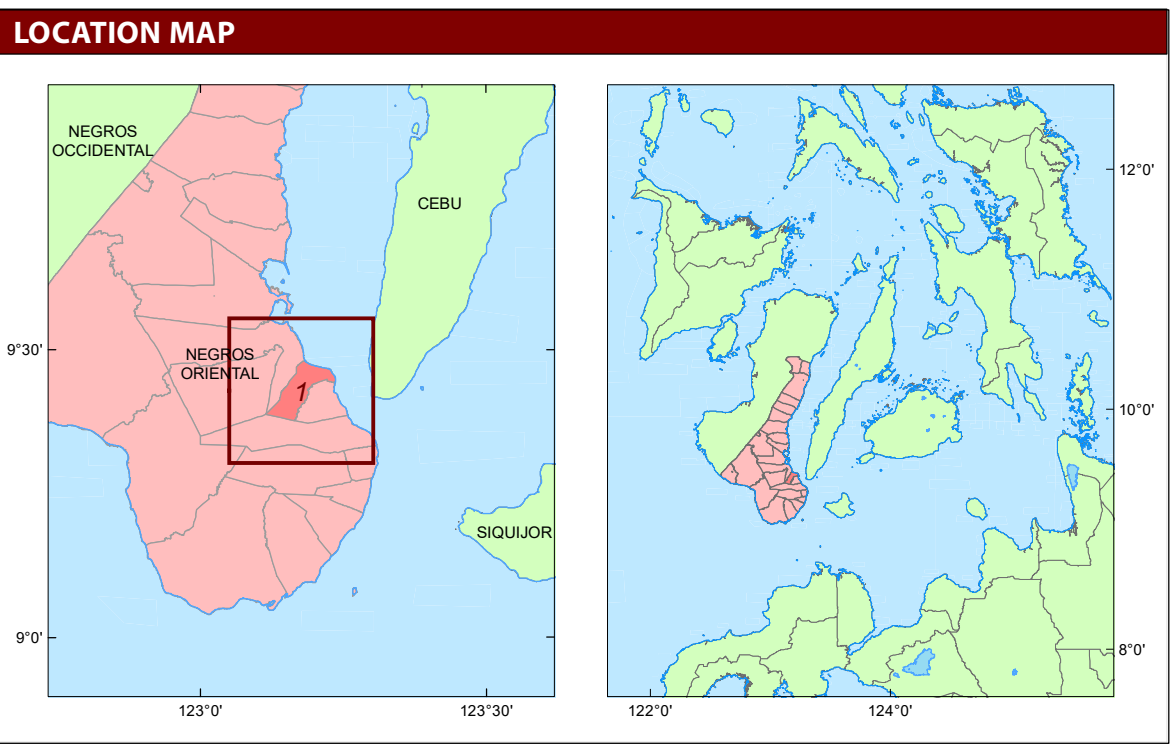 LOCATION MAP
NEGROS
OCCIDENTAL
CEBU
9°30'
NEGROS
ORIENTAL
1
SIQUIJOR
9°0'
123°0'
123°30'
12°0'
10°0'
8°0'
122°0'
124°0'